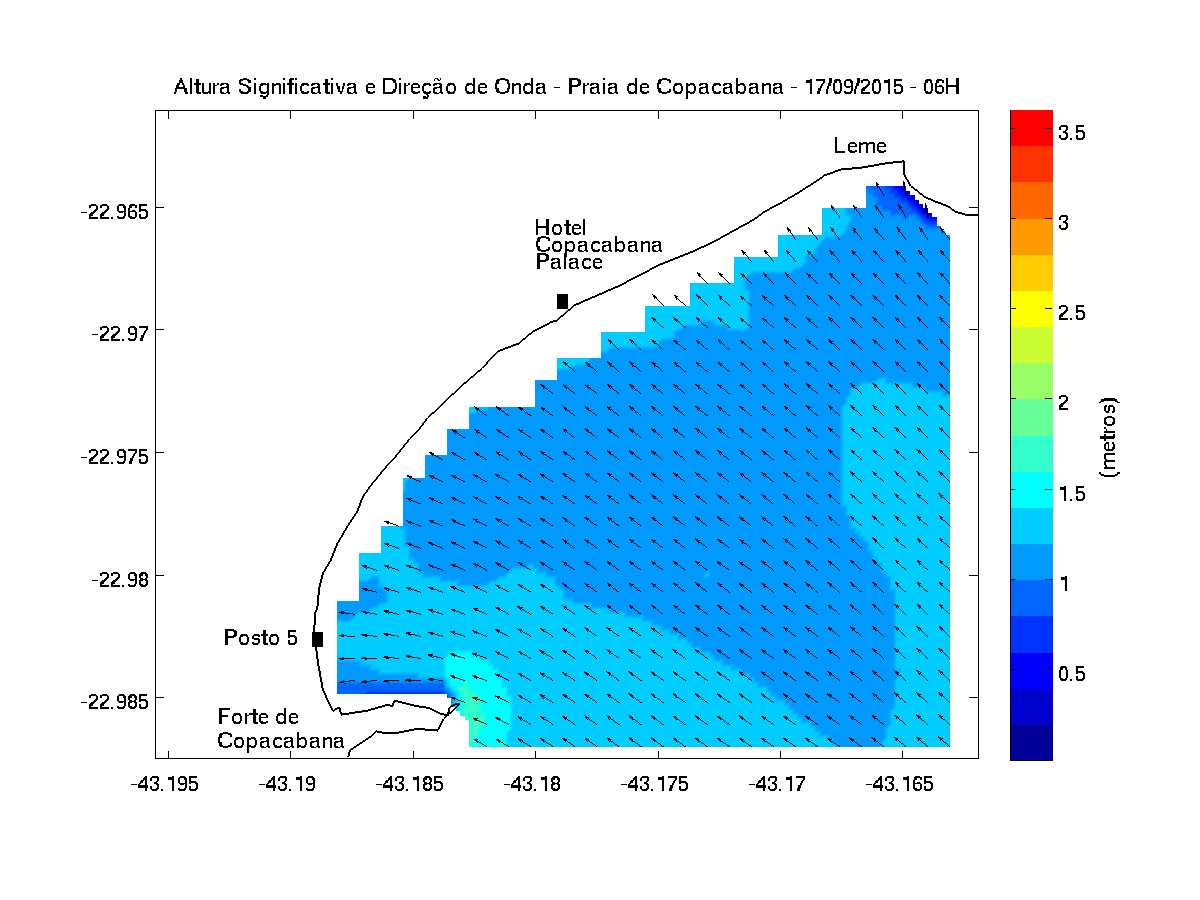 Altura Significativa e Direção de Onda - Praia de Copacabana - 17/09/2015 - 06H
Leme
Hotel
Copacabana
Palace
Posto 5
Forte de
Copacabana
-22.965
-22.97
-22.975
-22.98
-22.985
-43.195
-43.19
-43.185
-43.18
-43.175
-43.17
-43.165
3.5
3
2.5
2
1.5
1
0.5
(metros)